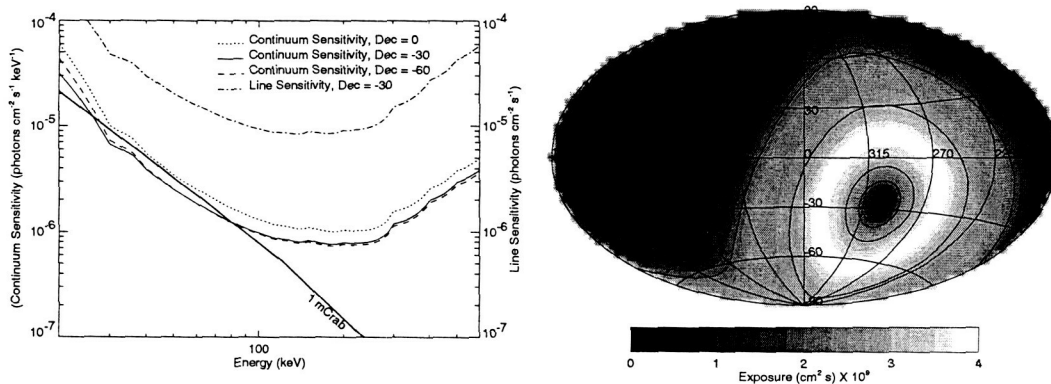 10⁻⁴
10⁻⁵
10⁻⁶
10⁻⁷
(Continuum Sensitivity (photons cm⁻² s⁻¹ keV⁻¹)
Continuum Sensitivity, Dec = 0
Continuum Sensitivity, Dec = -30
Continuum Sensitivity, Dec = -60
Line Sensitivity, Dec = -30
1 mCrab
100
Energy (keV)
10⁻⁴
10⁻⁵
10⁻⁶
10⁻⁷
Line Sensitivity (photons cm⁻² s⁻¹)
30
0
315
270
-30
-60
0
1
2
3
4
Exposure (cm² s) X 10⁹